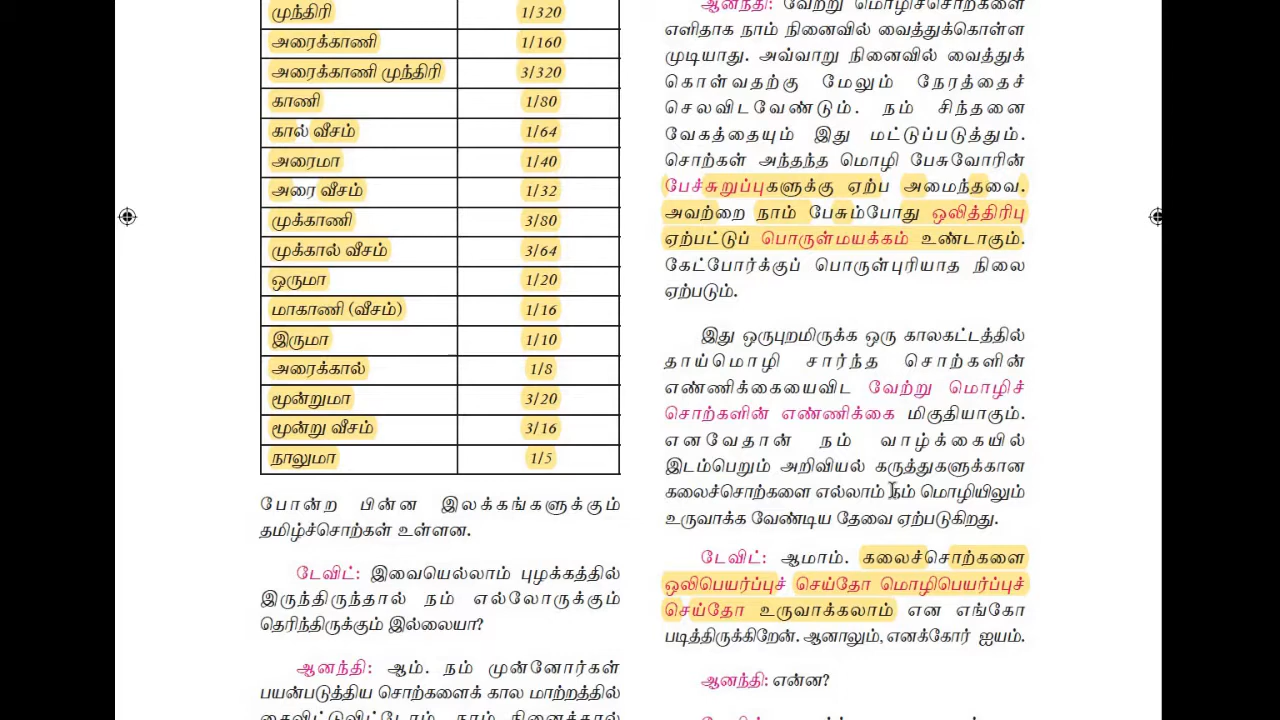 முந்திரி 1/320
அரைக்காணி 1/160
அரைக்காணி முந்திரி 3/320
காணி 1/80
கால் வீசம் 1/64
அரைமா 1/40
அரை வீசம் 1/32
முக்காணி 3/80
முக்கால் வீசம் 3/64
ஒருமா 1/20
மாகாணி (வீசம்) 1/16
இருமா 1/10
அரைக்கால் 1/8
மூன்றுமா 3/20
மூன்று வீசம் 3/16
நாலுமா 1/5
போன்ற பின்ன இலக்கங்களுக்கும்
தமிழ்ச்சொற்கள் உள்ளன.
டேவிட்: இவையெல்லாம் புழக்கத்தில்
இருந்திருந்தால் நம் எல்லோருக்கும்
தெரிந்திருக்கும் இல்லையா?
ஆனந்தி: ஆம். நம் முன்னோர்கள்
பயன்படுத்திய சொற்களைக் கால மாற்றத்தில்
கைவிட்டுவிட்டோம். நாம் நினைத்தால்
ஆனந்தி: வேற்று மொழிச்சொற்களை
எளிதாக நாம் நினைவில் வைத்துக்கொள்ள
முடியாது. அவ்வாறு நினைவில் வைத்துக்
கொள்வதற்கு மேலும் நேரத்தைச்
செலவிடவேண்டும். நம் சிந்தனை
வேகத்தையும் இது மட்டுப்படுத்தும்.
சொற்கள் அந்தந்த மொழி பேசுவோரின்
பேச்சுறுப்புகளுக்கு ஏற்ப அமைந்தவை.
அவற்றை நாம் பேசும்போது ஒலித்திரிபு
ஏற்பட்டுப் பொருள்மயக்கம் உண்டாகும்.
கேட்போர்க்குப் பொருள்புரியாத நிலை
ஏற்படும்.
இது ஒருபுறமிருக்க ஒரு காலகட்டத்தில்
தாய்மொழி சார்ந்த சொற்களின்
எண்ணிக்கையைவிட வேற்று மொழிச்
சொற்களின் எண்ணிக்கை மிகுதியாகும்.
எனவேதான் நம் வாழ்க்கையில்
இடம்பெறும் அறிவியல் கருத்துகளுக்கான
கலைச்சொற்களை எல்லாம் நம் மொழியிலும்
உருவாக்க வேண்டிய தேவை ஏற்படுகிறது.
டேவிட்: ஆமாம். கலைச்சொற்களை
ஒலிபெயர்ப்புச் செய்தோ மொழிபெயர்ப்புச்
செய்தோ உருவாக்கலாம் என எங்கோ
படித்திருக்கிறேன். ஆனாலும், எனக்கோர் ஐயம்.
ஆனந்தி: என்ன?